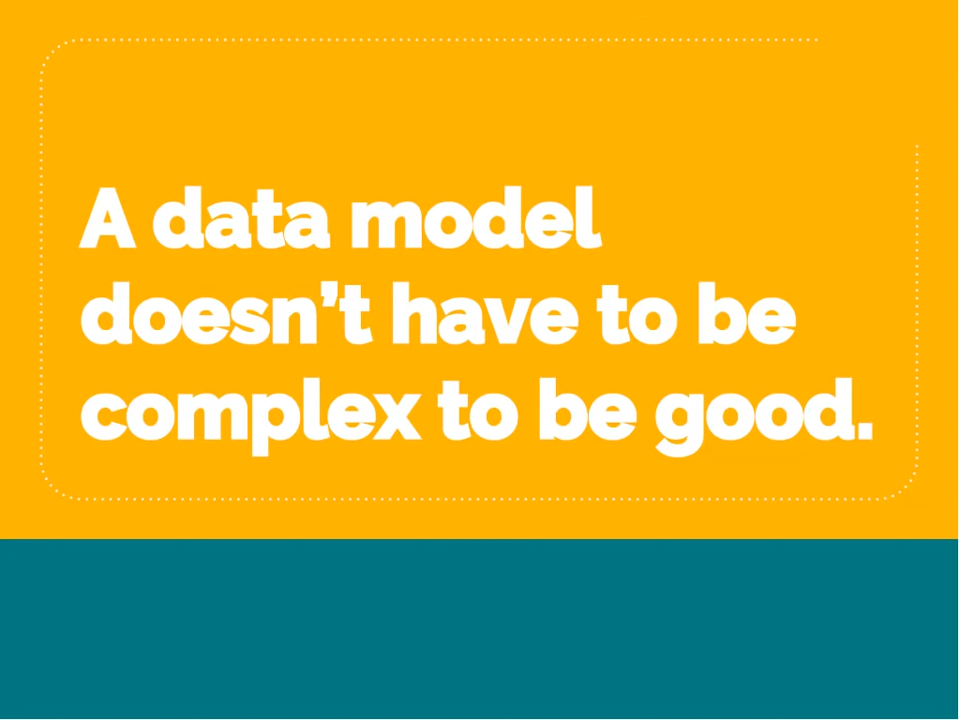 A data model
doesn’t have to be
complex to be good.